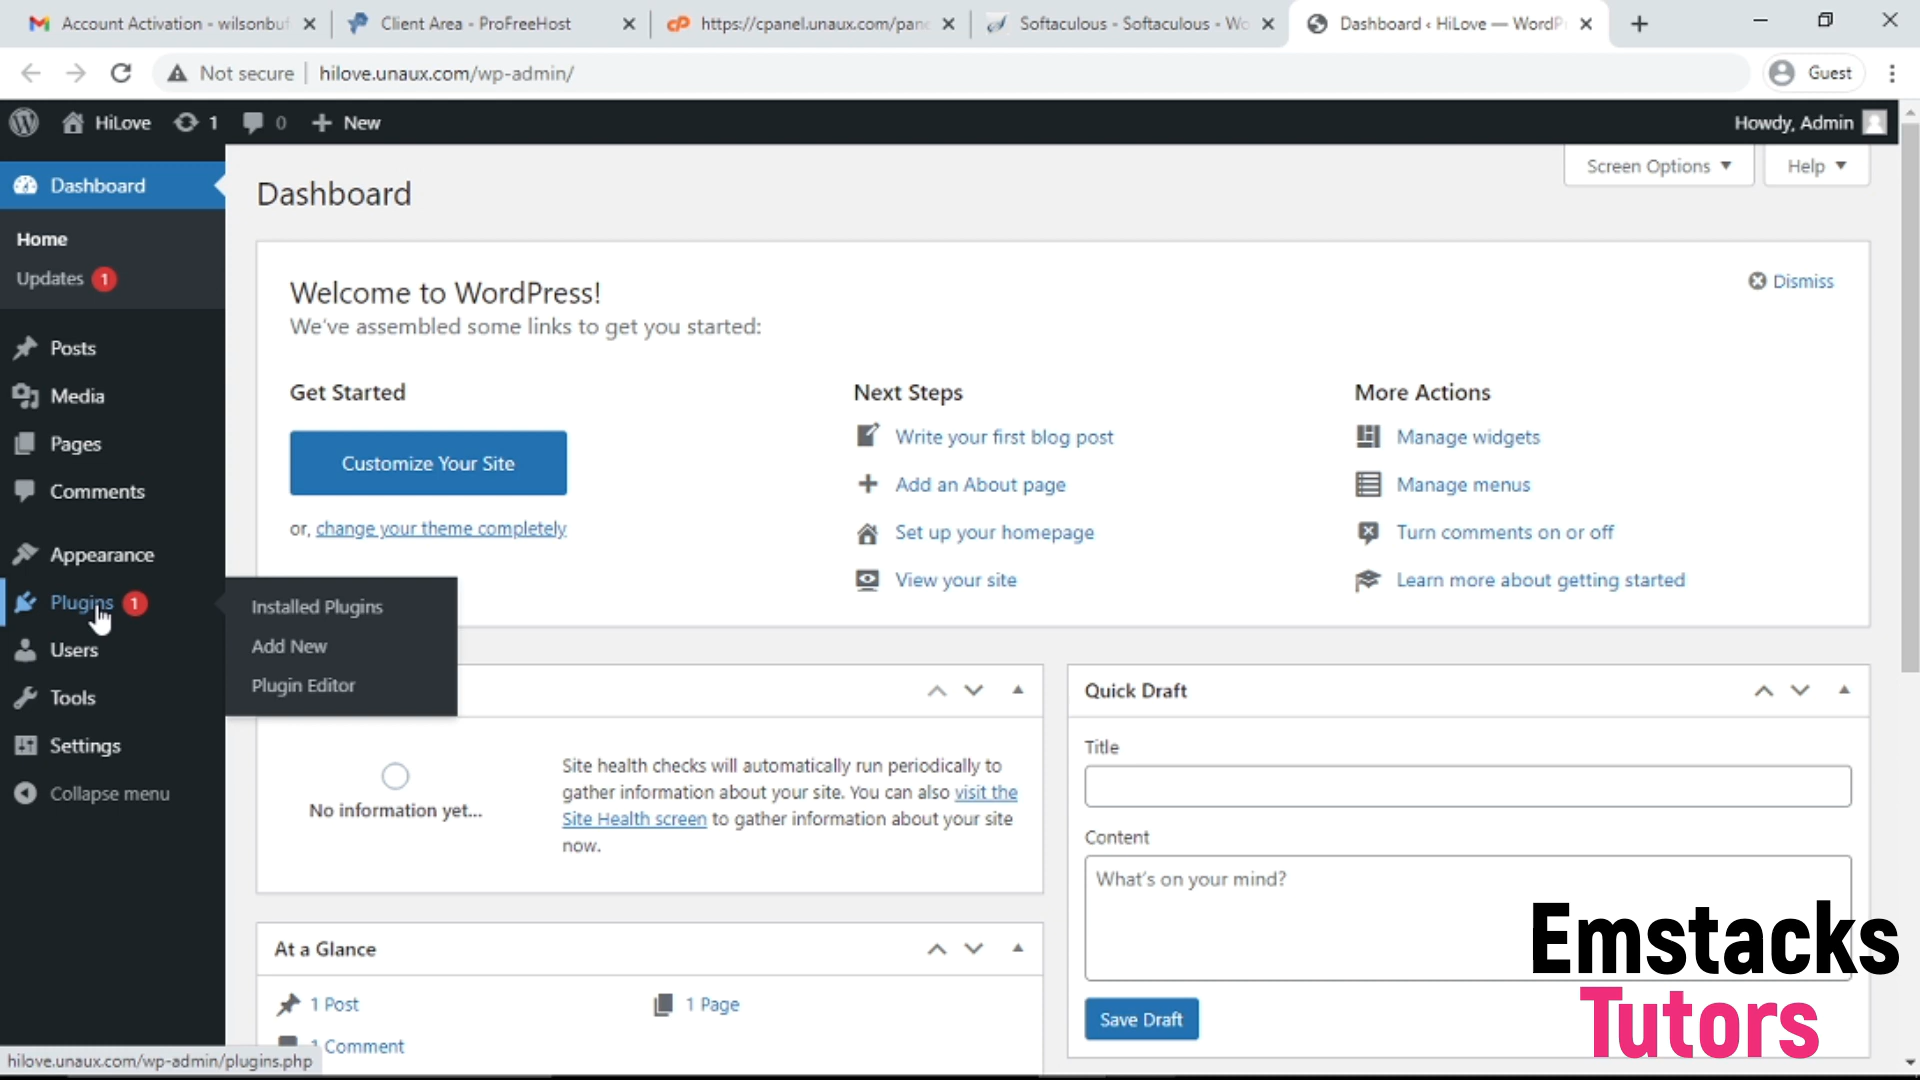 Account Activation - wilsonbuf
Client Area - ProFreeHost
https://cpanel.unaux.com/pane
Softaculous - Softaculous - Wo
Dashboard ‹ HiLove — WordPr
Not secure
hilove.unaux.com/wp-admin/
Guest
HiLove
1
0
New
Howdy, Admin
Dashboard
Home
Updates 1
Posts
Media
Pages
Comments
Appearance
Plugins 1
Users
Tools
Settings
Collapse menu
Installed Plugins
Add New
Plugin Editor
Screen Options
Help
Dashboard
Welcome to WordPress!
We've assembled some links to get you started:
Dismiss
Get Started
Customize Your Site
or, change your theme completely
Next Steps
Write your first blog post
Add an About page
Set up your homepage
View your site
More Actions
Manage widgets
Manage menus
Turn comments on or off
Learn more about getting started
No information yet...
Site health checks will automatically run periodically to
gather information about your site. You can also visit the
Site Health screen to gather information about your site
now.
At a Glance
1 Post
1 Page
1 Comment
Quick Draft
Title
Content
What's on your mind?
Save Draft
Emstacks
Tutors
hilove.unaux.com/wp-admin/plugins.php